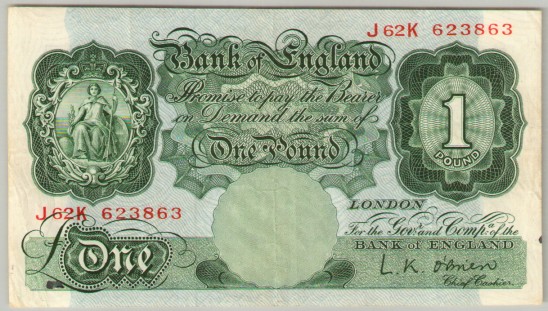 J62K 623863
Bank of England
Promise to pay the Bearer
on Demand the sum of
One Pound
1
POUND
J62K 623863
LONDON
For the Govr and Compa of the
BANK OF ENGLAND
£ One
L.K O'Brien
Chief Cashier.